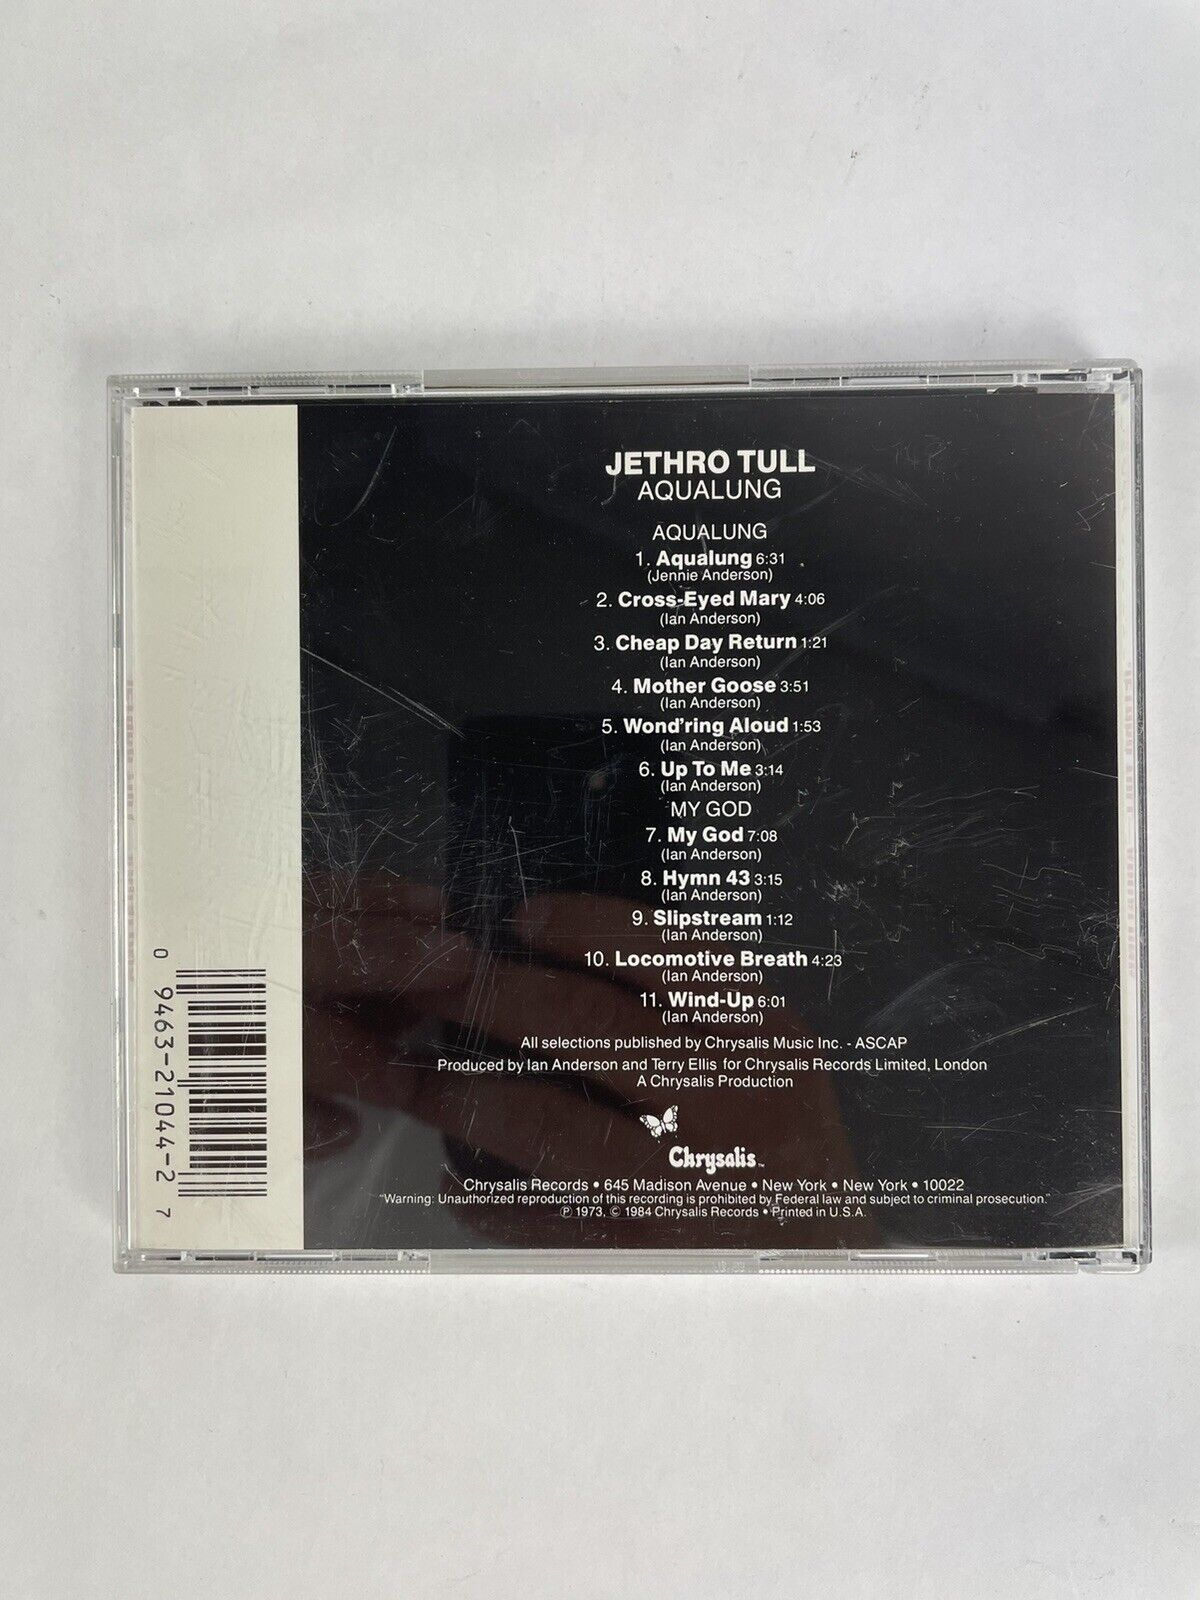 JETHRO TULL
AQUALUNG
AQUALUNG
1. Aqualung 6:31
(Jennie Anderson)
2. Cross-Eyed Mary 4:06
(Ian Anderson)
3. Cheap Day Return 1:21
(Ian Anderson)
4. Mother Goose 3:51
(Ian Anderson)
5. Wond'ring Aloud 1:53
(Ian Anderson)
6. Up To Me 3:14
(Ian Anderson)
MY GOD
7. My God 7:08
(Ian Anderson)
8. Hymn 43 3:15
(Ian Anderson)
9. Slipstream 1:12
(Ian Anderson)
10. Locomotive Breath 4:23
(Ian Anderson)
11. Wind-Up 6:01
(Ian Anderson)
All selections published by Chrysalis Music Inc. - ASCAP
Produced by Ian Anderson and Terry Ellis for Chrysalis Records Limited, London
A Chrysalis Production
Chrysalis™
Chrysalis Records • 645 Madison Avenue • New York • New York • 10022
"Warning: Unauthorized reproduction of this recording is prohibited by Federal law and subject to criminal prosecution."
℗ 1973, © 1984 Chrysalis Records • Printed in U.S.A.
0 9463-21044-2 7